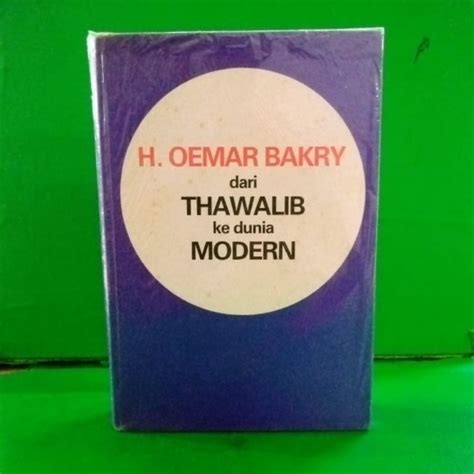 H. OEMAR BAKRY
dari
THAWALIB
ke dunia
MODERN